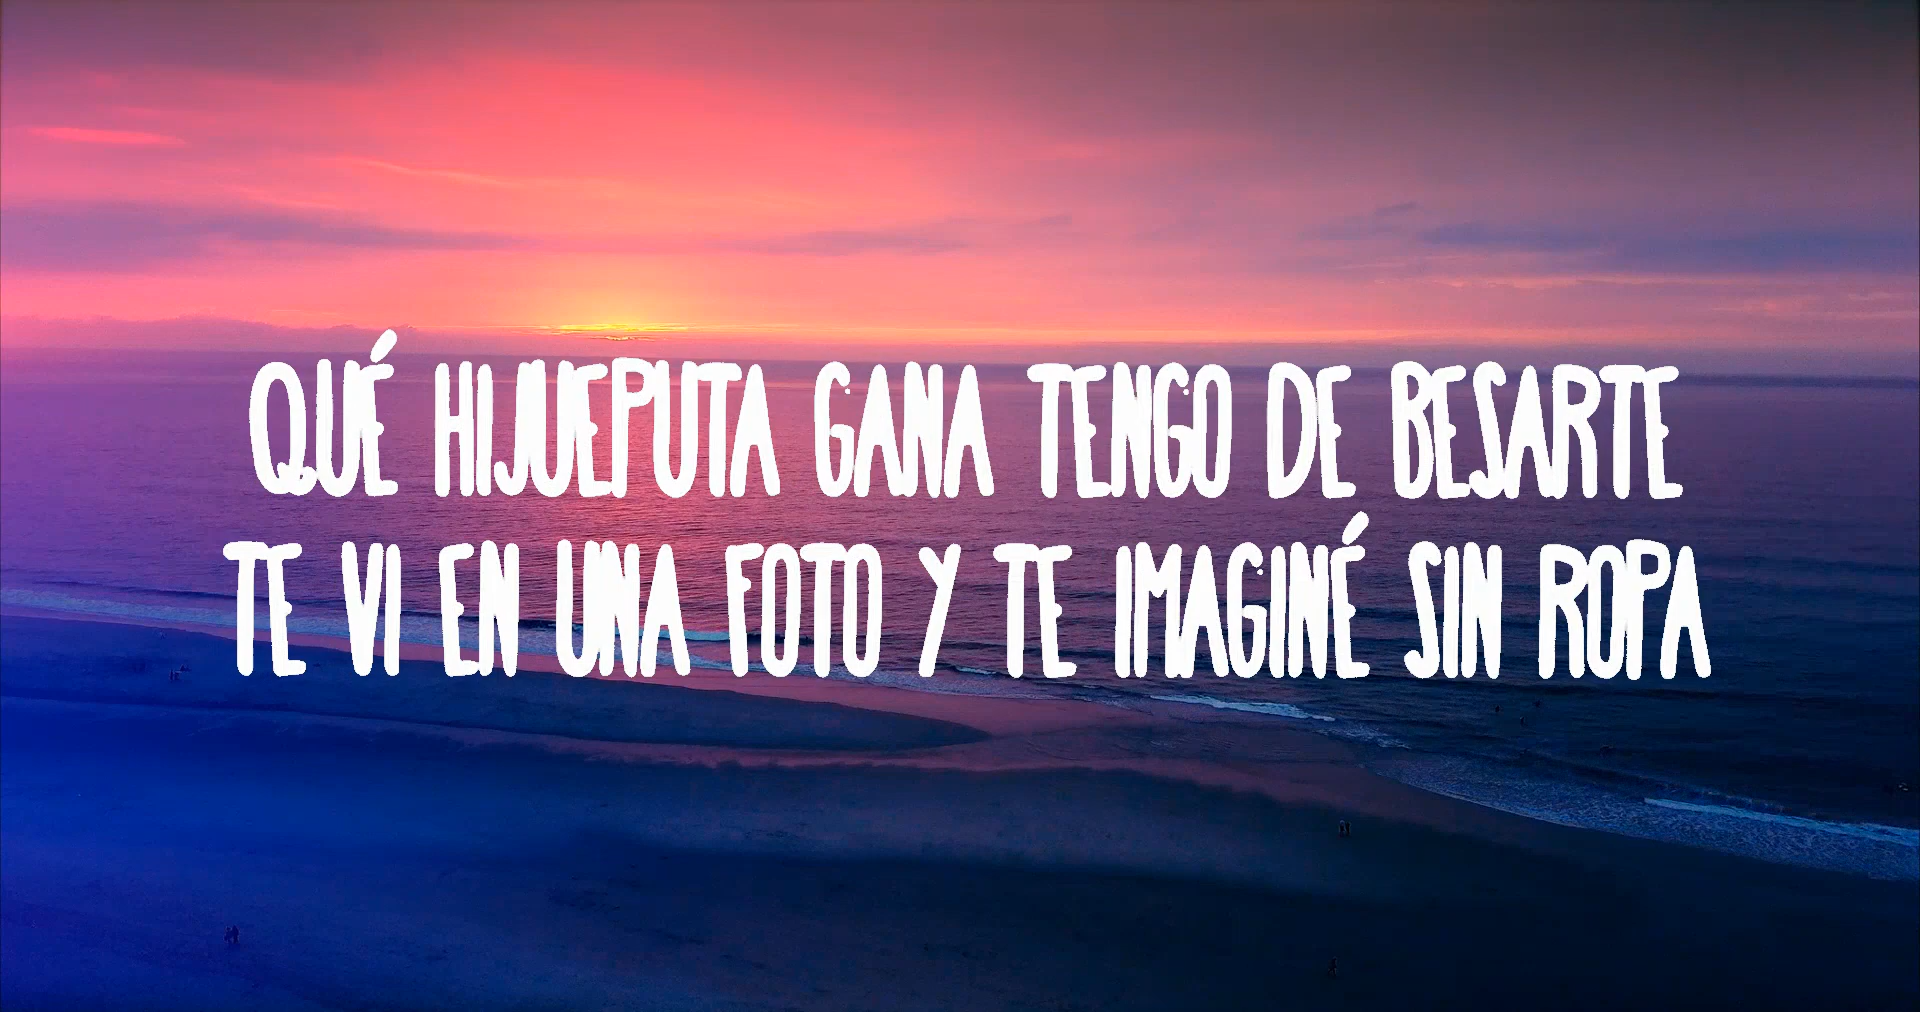 QUÉ HIJUEPUTA GANA TENGO DE BESARTE
TE VI EN UNA FOTO Y TE IMAGINÉ SIN ROPA